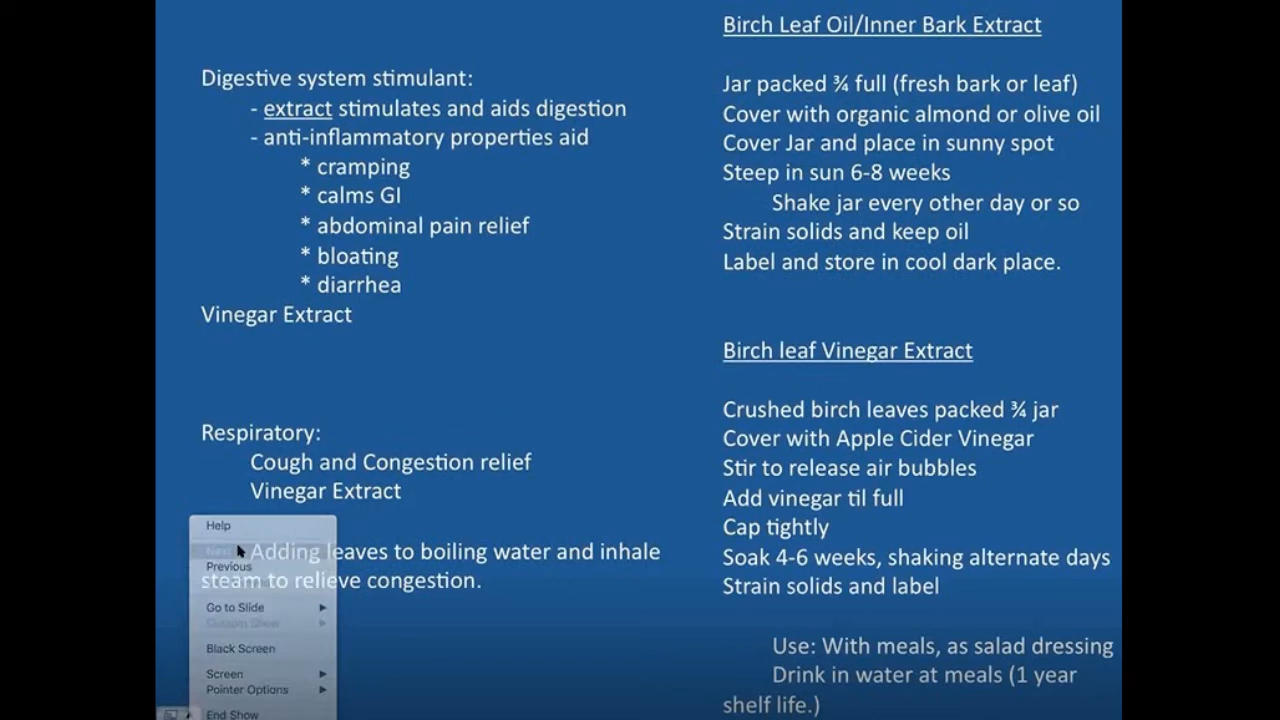 Digestive system stimulant:
- extract stimulates and aids digestion
- anti-inflammatory properties aid
* cramping
* calms GI
* abdominal pain relief
* bloating
* diarrhea
Vinegar Extract
Respiratory:
Cough and Congestion relief
Vinegar Extract
Adding leaves to boiling water and inhale
steam to relieve congestion.
Birch Leaf Oil/Inner Bark Extract
Jar packed ¾ full (fresh bark or leaf)
Cover with organic almond or olive oil
Cover Jar and place in sunny spot
Steep in sun 6-8 weeks
Shake jar every other day or so
Strain solids and keep oil
Label and store in cool dark place.
Birch leaf Vinegar Extract
Crushed birch leaves packed ¾ jar
Cover with Apple Cider Vinegar
Stir to release air bubbles
Add vinegar til full
Cap tightly
Soak 4-6 weeks, shaking alternate days
Strain solids and label
Use: With meals, as salad dressing
Drink in water at meals (1 year
shelf life.)
Help
Next
Previous
Go to Slide
Custom Show
Black Screen
Screen
Pointer Options
End Show